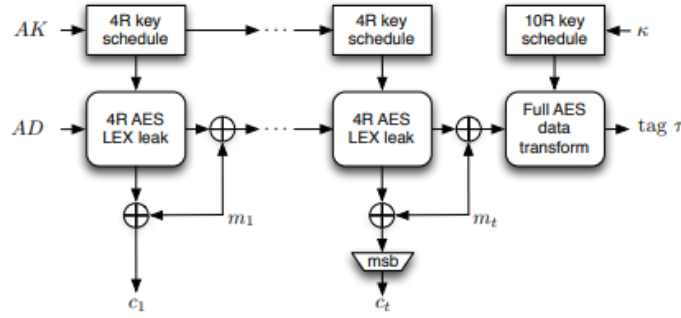 AK 4R key schedule ... 4R key schedule 10R key schedule κ
AD 4R AES LEX leak ... 4R AES LEX leak Full AES data transform tag τ
m₁ mₜ
msb
c₁ cₜ